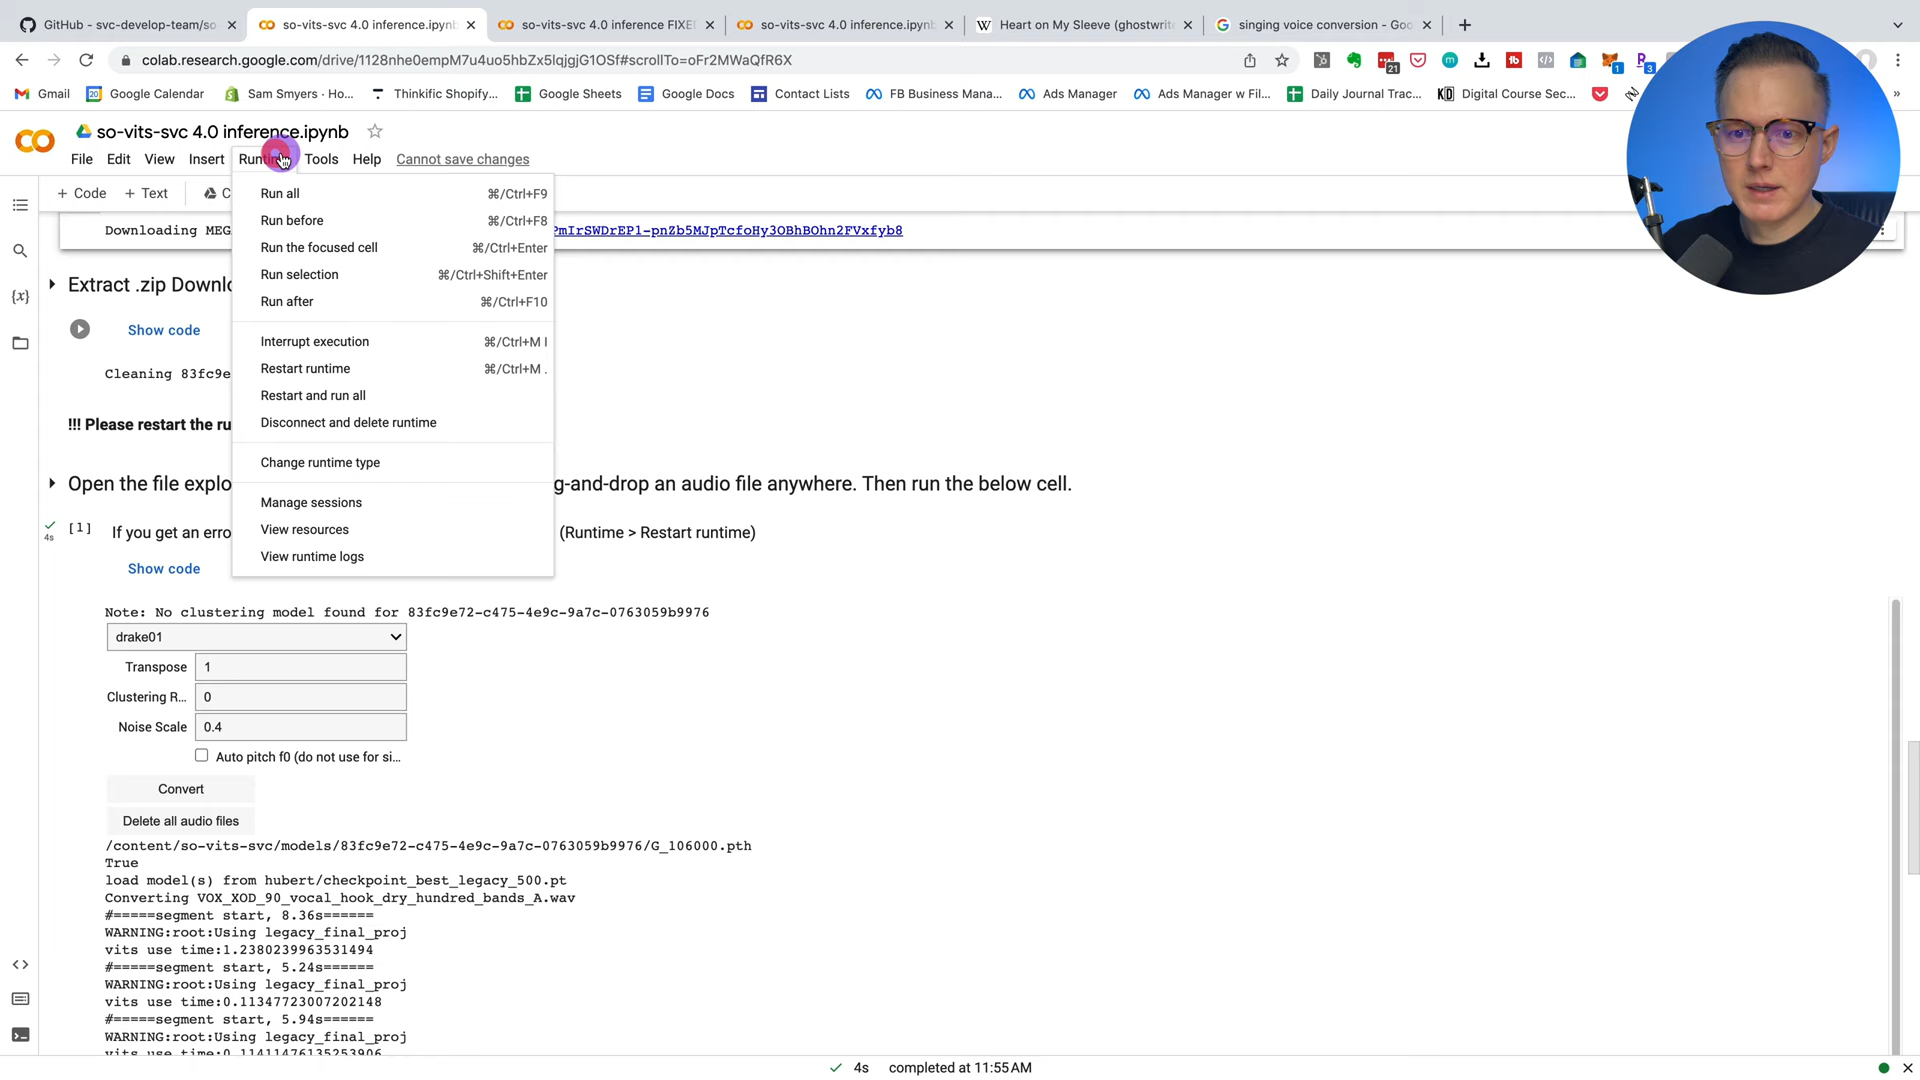 GitHub - svc-develop-team/so
so-vits-svc 4.0 inference.ipynb
so-vits-svc 4.0 inference FIXE
so-vits-svc 4.0 inference.ipynb
Heart on My Sleeve (ghostwrit
singing voice conversion - Goo
colab.research.google.com/drive/1128nhe0empM7u4uo5hbZx5lqjgjG1OSf#scrollTo=oFr2MWaQfR6X
21
1
3
Gmail
Google Calendar
Sam Smyers · Ho...
Thinkific Shopify...
Google Sheets
Google Docs
Contact Lists
FB Business Mana...
Ads Manager
Ads Manager w Fil...
Daily Journal Trac...
Digital Course Sec...
»
so-vits-svc 4.0 inference.ipynb
File Edit View Insert Tools Help Cannot save changes
+ Code + Text
Run all ⌘/Ctrl+F9
Run before ⌘/Ctrl+F8
Run the focused cell ⌘/Ctrl+Enter
Run selection ⌘/Ctrl+Shift+Enter
Run after ⌘/Ctrl+F10
Interrupt execution ⌘/Ctrl+M I
Restart runtime ⌘/Ctrl+M .
Restart and run all
Disconnect and delete runtime
Change runtime type
Manage sessions
View resources
View runtime logs
Downloading MEG PmIrSWDrEPl-pnZb5MJpTcfoHy3OBhBOhn2FVxfyb8
Extract .zip Downlo
Show code
Cleaning 83fc9e
!!! Please restart the ru
Open the file explo g-and-drop an audio file anywhere. Then run the below cell.
4s
[1] If you get an erro (Runtime > Restart runtime)
Show code
Note: No clustering model found for 83fc9e72-c475-4e9c-9a7c-0763059b9976
drake01
Transpose 1
Clustering R... 0
Noise Scale 0.4
Auto pitch f0 (do not use for si...
Convert
Delete all audio files
/content/so-vits-svc/models/83fc9e72-c475-4e9c-9a7c-0763059b9976/G_106000.pth
True
load model(s) from hubert/checkpoint_best_legacy_500.pt
Converting VOX_XOD_90_vocal_hook_dry_hundred_bands_A.wav
#=====segment start, 8.36s======
WARNING:root:Using legacy_final_proj
vits use time:1.2380239963531494
#=====segment start, 5.24s======
WARNING:root:Using legacy_final_proj
vits use time:0.11347723007202148
#=====segment start, 5.94s======
WARNING:root:Using legacy_final_proj
vits use time:0.11411476135253906
4s completed at 11:55 AM